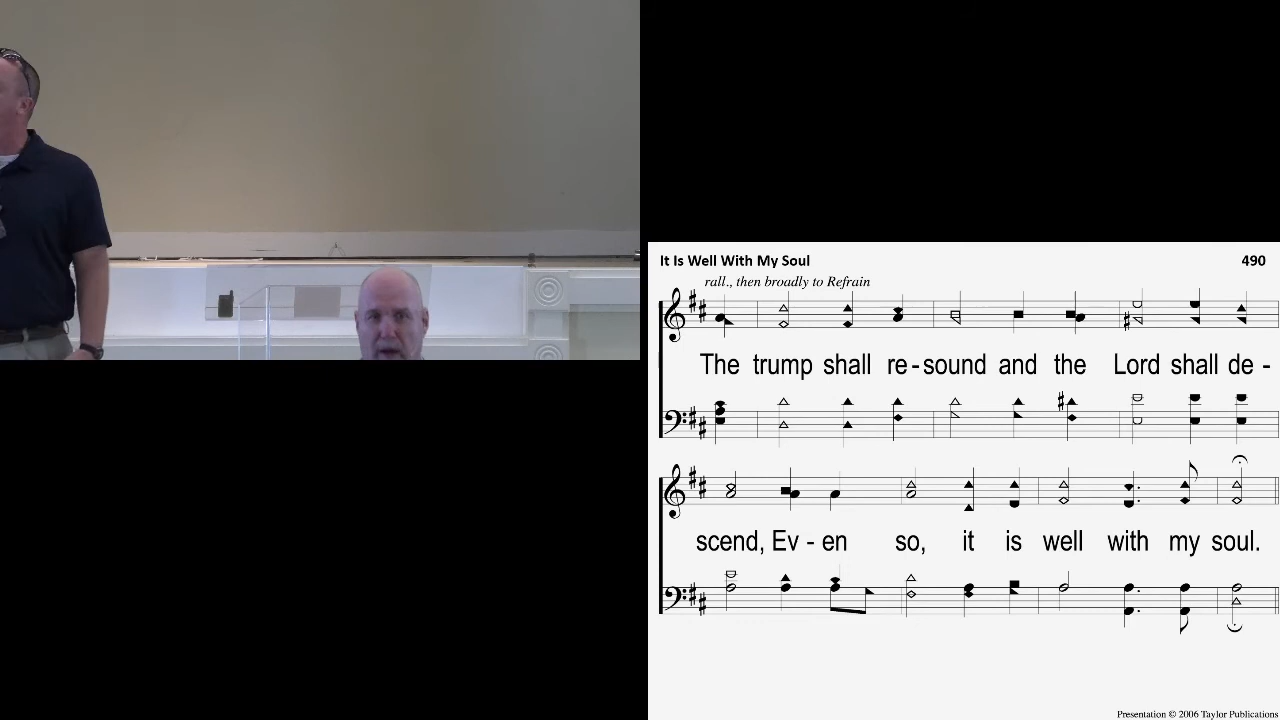 It Is Well With My Soul 490
rall., then broadly to Refrain
The trump shall re - sound and the Lord shall de -
scend, Ev - en so, it is well with my soul.
Presentation © 2006 Taylor Publications